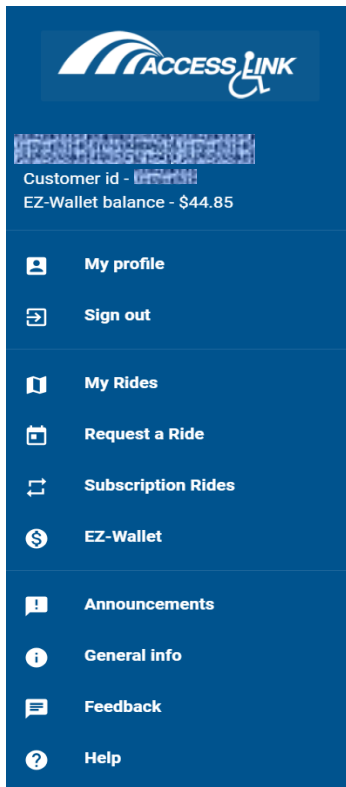 ACCESS LINK
Customer id -
EZ-Wallet balance - $44.85
My profile
Sign out
My Rides
Request a Ride
Subscription Rides
EZ-Wallet
Announcements
General info
Feedback
Help